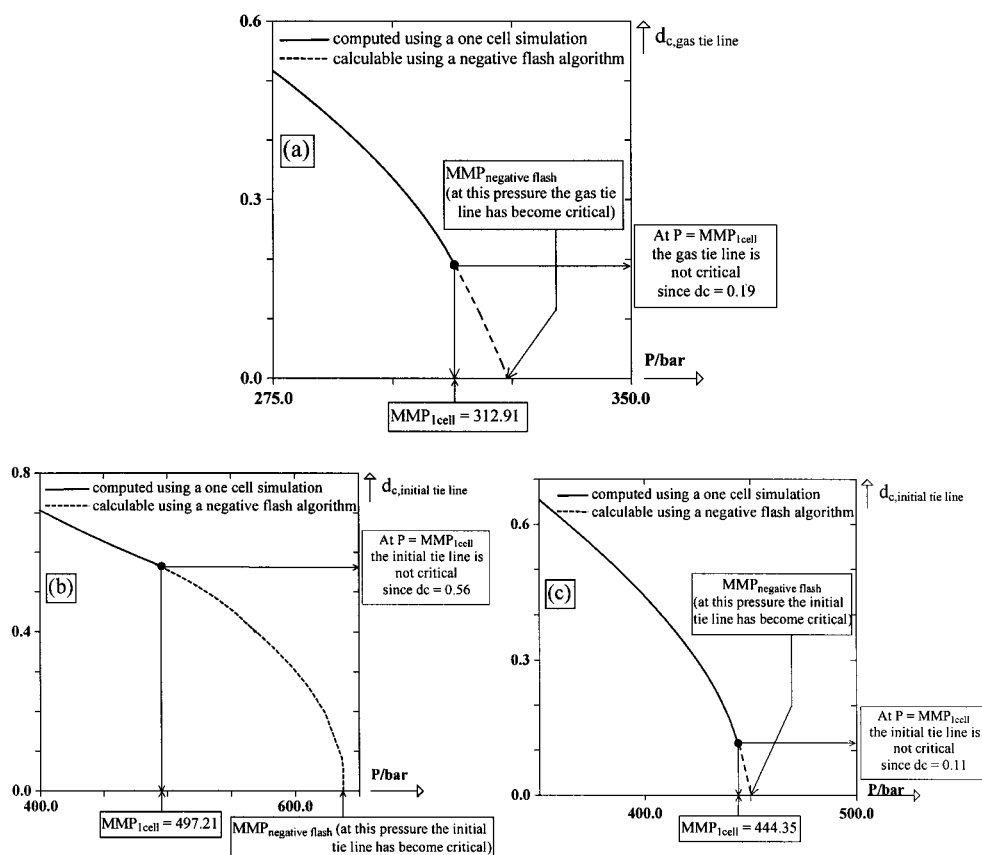 0.6
d_c,gas tie line
computed using a one cell simulation
calculable using a negative flash algorithm
(a)
MMP_negative flash
(at this pressure the gas tie
line has become critical)
0.3
At P = MMP_1cell
the gas tie line is
not critical
since dc = 0.19
P/bar
0.0
275.0
350.0
MMP_1cell = 312.91
0.8
d_c,initial tie line
computed using a one cell simulation
calculable using a negative flash algorithm
At P = MMP_1cell
the initial tie line is
not critical
since dc = 0.56
(b)
0.4
P/bar
0.0
400.0
600.0
MMP_1cell = 497.21
MMP_negative flash (at this pressure the initial
tie line has become critical)
d_c,initial tie line
computed using a one cell simulation
calculable using a negative flash algorithm
0.6
MMP_negative flash
(at this pressure the initial
tie line has become critical)
(c)
0.3
At P = MMP_1cell
the initial tie line is
not critical
since dc = 0.11
P/bar
0.0
400.0
500.0
MMP_1cell = 444.35